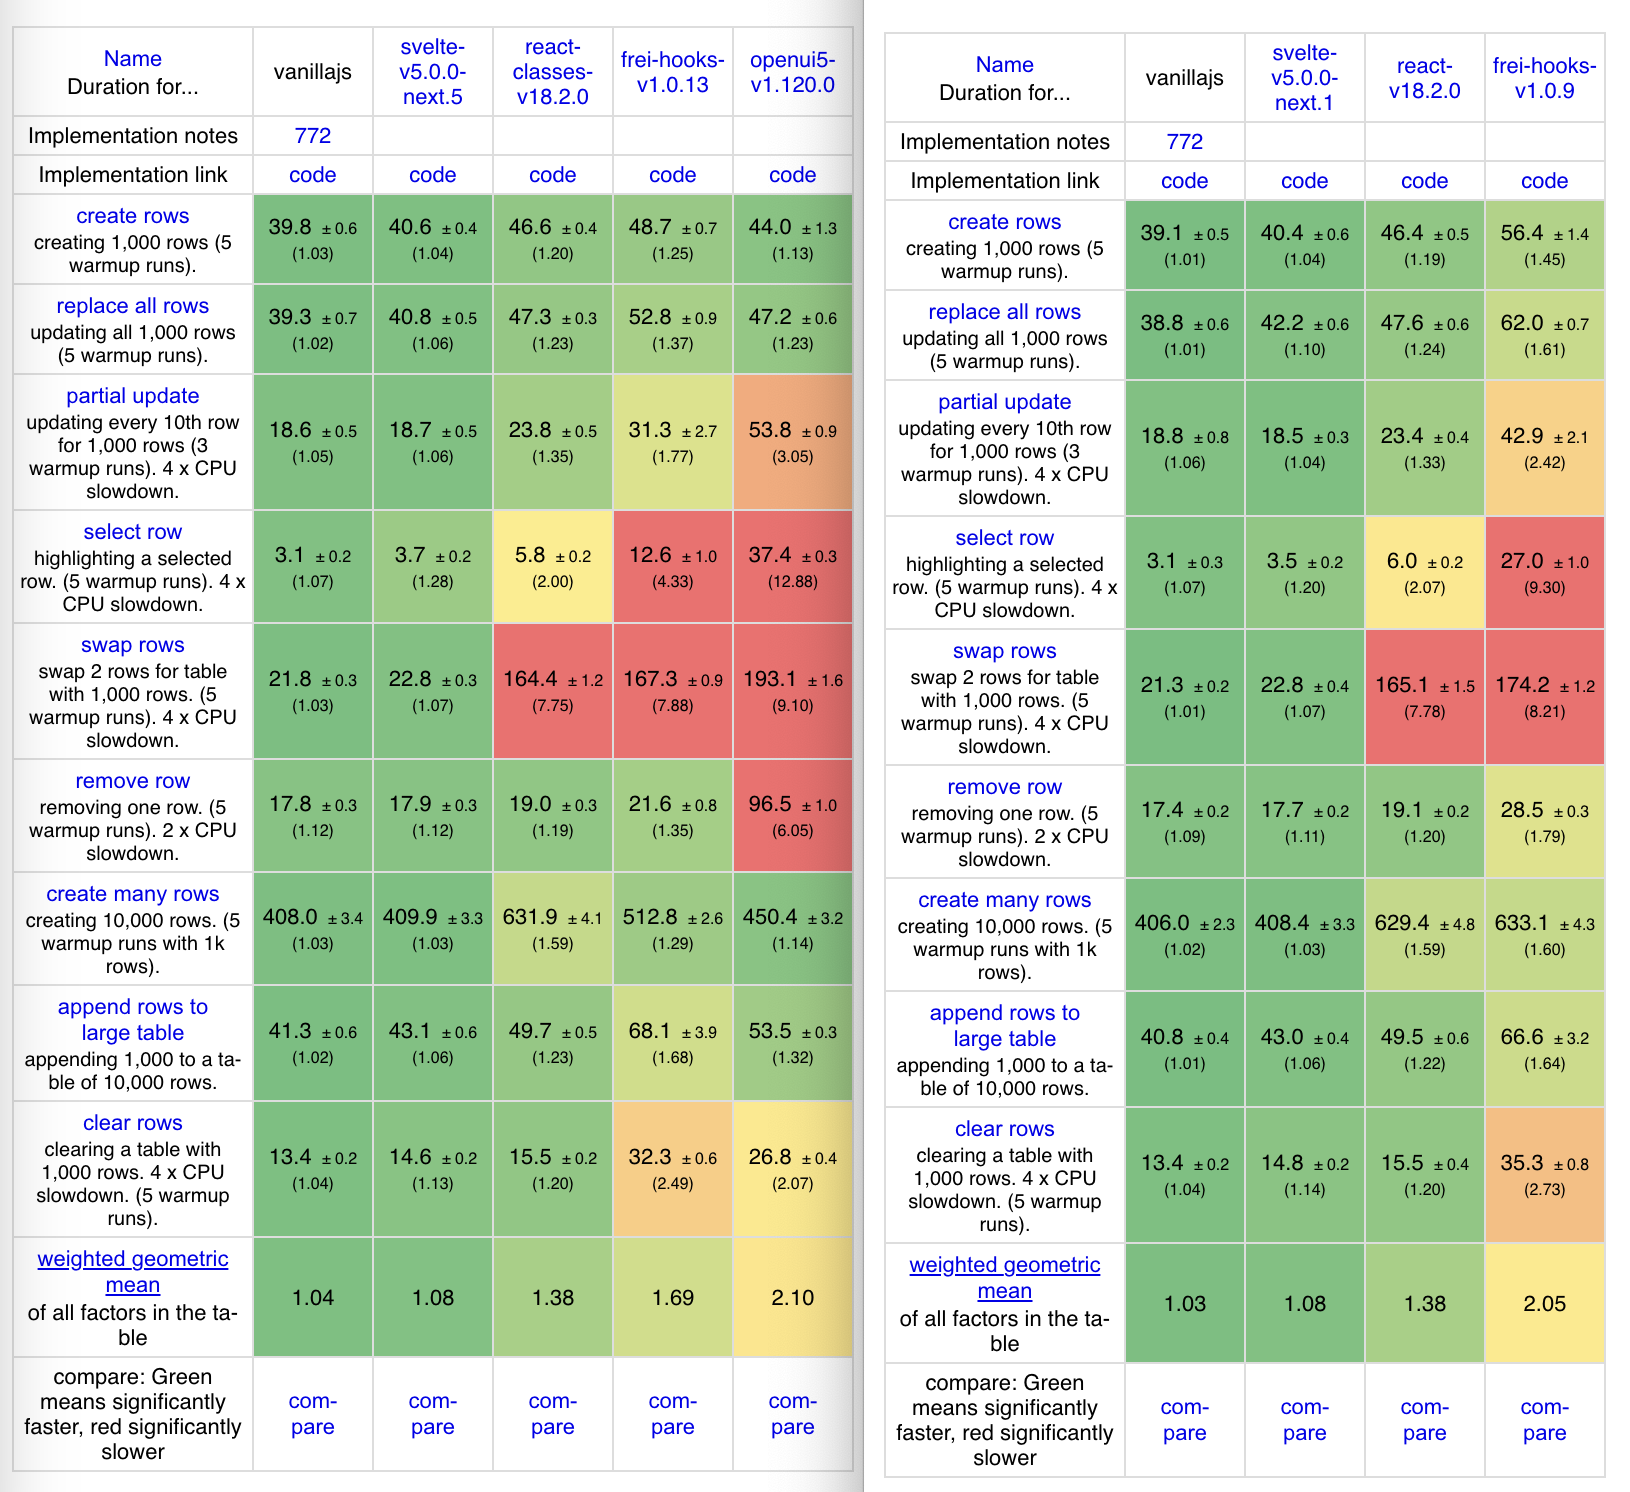 Name
Duration for...
vanillajs
svelte-
v5.0.0-
next.5
react-
classes-
v18.2.0
frei-hooks-
v1.0.13
openui5-
v1.120.0
Implementation notes
772
Implementation link
code
code
code
code
code
create rows
creating 1,000 rows (5
warmup runs).
39.8 ± 0.6
(1.03)
40.6 ± 0.4
(1.04)
46.6 ± 0.4
(1.20)
48.7 ± 0.7
(1.25)
44.0 ± 1.3
(1.13)
replace all rows
updating all 1,000 rows
(5 warmup runs).
39.3 ± 0.7
(1.02)
40.8 ± 0.5
(1.06)
47.3 ± 0.3
(1.23)
52.8 ± 0.9
(1.37)
47.2 ± 0.6
(1.23)
partial update
updating every 10th row
for 1,000 rows (3
warmup runs). 4 x CPU
slowdown.
18.6 ± 0.5
(1.05)
18.7 ± 0.5
(1.06)
23.8 ± 0.5
(1.35)
31.3 ± 2.7
(1.77)
53.8 ± 0.9
(3.05)
select row
highlighting a selected
row. (5 warmup runs). 4 x
CPU slowdown.
3.1 ± 0.2
(1.07)
3.7 ± 0.2
(1.28)
5.8 ± 0.2
(2.00)
12.6 ± 1.0
(4.33)
37.4 ± 0.3
(12.88)
swap rows
swap 2 rows for table
with 1,000 rows. (5
warmup runs). 4 x CPU
slowdown.
21.8 ± 0.3
(1.03)
22.8 ± 0.3
(1.07)
164.4 ± 1.2
(7.75)
167.3 ± 0.9
(7.88)
193.1 ± 1.6
(9.10)
remove row
removing one row. (5
warmup runs). 2 x CPU
slowdown.
17.8 ± 0.3
(1.12)
17.9 ± 0.3
(1.12)
19.0 ± 0.3
(1.19)
21.6 ± 0.8
(1.35)
96.5 ± 1.0
(6.05)
create many rows
creating 10,000 rows. (5
warmup runs with 1k
rows).
408.0 ± 3.4
(1.03)
409.9 ± 3.3
(1.03)
631.9 ± 4.1
(1.59)
512.8 ± 2.6
(1.29)
450.4 ± 3.2
(1.14)
append rows to
large table
appending 1,000 to a ta-
ble of 10,000 rows.
41.3 ± 0.6
(1.02)
43.1 ± 0.6
(1.06)
49.7 ± 0.5
(1.23)
68.1 ± 3.9
(1.68)
53.5 ± 0.3
(1.32)
clear rows
clearing a table with
1,000 rows. 4 x CPU
slowdown. (5 warmup
runs).
13.4 ± 0.2
(1.04)
14.6 ± 0.2
(1.13)
15.5 ± 0.2
(1.20)
32.3 ± 0.6
(2.49)
26.8 ± 0.4
(2.07)
weighted geometric
mean
of all factors in the ta-
ble
1.04
1.08
1.38
1.69
2.10
compare: Green
means significantly
faster, red significantly
slower
com-
pare
com-
pare
com-
pare
com-
pare
com-
pare
Name
Duration for...
vanillajs
svelte-
v5.0.0-
next.1
react-
v18.2.0
frei-hooks-
v1.0.9
Implementation notes
772
Implementation link
code
code
code
code
create rows
creating 1,000 rows (5
warmup runs).
39.1 ± 0.5
(1.01)
40.4 ± 0.6
(1.04)
46.4 ± 0.5
(1.19)
56.4 ± 1.4
(1.45)
replace all rows
updating all 1,000 rows
(5 warmup runs).
38.8 ± 0.6
(1.01)
42.2 ± 0.6
(1.10)
47.6 ± 0.6
(1.24)
62.0 ± 0.7
(1.61)
partial update
updating every 10th row
for 1,000 rows (3
warmup runs). 4 x CPU
slowdown.
18.8 ± 0.8
(1.06)
18.5 ± 0.3
(1.04)
23.4 ± 0.4
(1.33)
42.9 ± 2.1
(2.42)
select row
highlighting a selected
row. (5 warmup runs). 4 x
CPU slowdown.
3.1 ± 0.3
(1.07)
3.5 ± 0.2
(1.20)
6.0 ± 0.2
(2.07)
27.0 ± 1.0
(9.30)
swap rows
swap 2 rows for table
with 1,000 rows. (5
warmup runs). 4 x CPU
slowdown.
21.3 ± 0.2
(1.01)
22.8 ± 0.4
(1.07)
165.1 ± 1.5
(7.78)
174.2 ± 1.2
(8.21)
remove row
removing one row. (5
warmup runs). 2 x CPU
slowdown.
17.4 ± 0.2
(1.09)
17.7 ± 0.2
(1.11)
19.1 ± 0.2
(1.20)
28.5 ± 0.3
(1.79)
create many rows
creating 10,000 rows. (5
warmup runs with 1k
rows).
406.0 ± 2.3
(1.02)
408.4 ± 3.3
(1.03)
629.4 ± 4.8
(1.59)
633.1 ± 4.3
(1.60)
append rows to
large table
appending 1,000 to a ta-
ble of 10,000 rows.
40.8 ± 0.4
(1.01)
43.0 ± 0.4
(1.06)
49.5 ± 0.6
(1.22)
66.6 ± 3.2
(1.64)
clear rows
clearing a table with
1,000 rows. 4 x CPU
slowdown. (5 warmup
runs).
13.4 ± 0.2
(1.04)
14.8 ± 0.2
(1.14)
15.5 ± 0.4
(1.20)
35.3 ± 0.8
(2.73)
weighted geometric
mean
of all factors in the ta-
ble
1.03
1.08
1.38
2.05
compare: Green
means significantly
faster, red significantly
slower
com-
pare
com-
pare
com-
pare
com-
pare